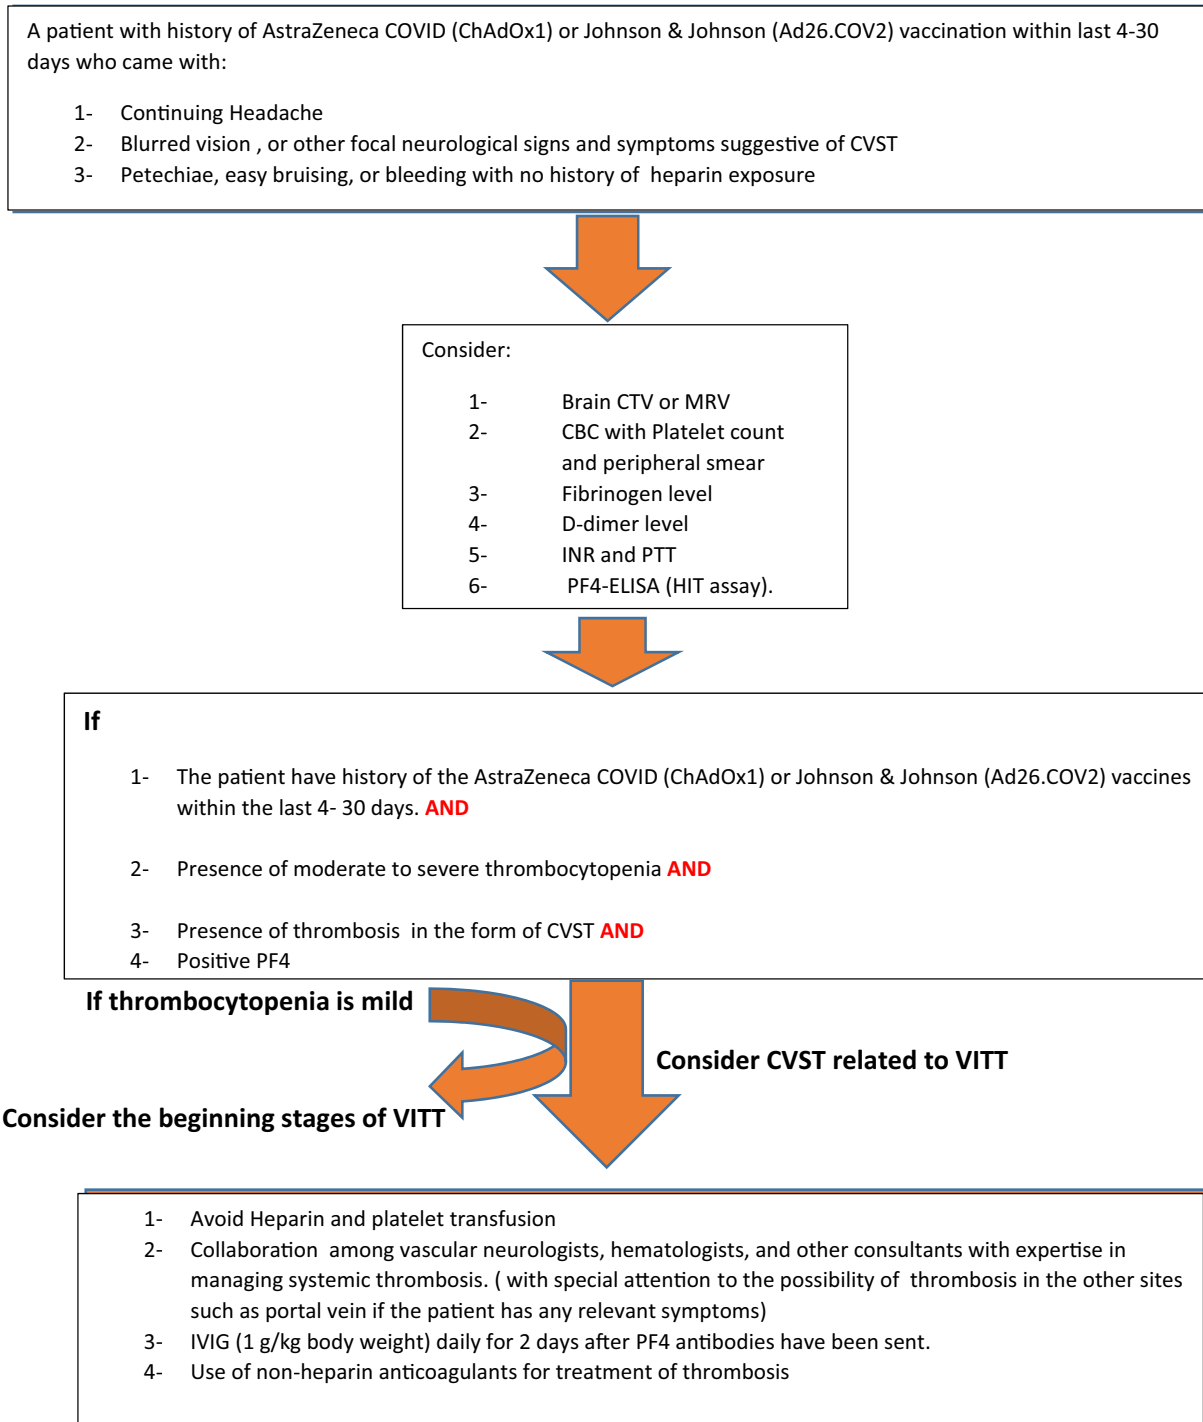 A patient with history of AstraZeneca COVID (ChAdOx1) or Johnson & Johnson (Ad26.COV2) vaccination within last 4-30
days who came with:
1- Continuing Headache
2- Blurred vision , or other focal neurological signs and symptoms suggestive of CVST
3- Petechiae, easy bruising, or bleeding with no history of heparin exposure
Consider:
1- Brain CTV or MRV
2- CBC with Platelet count
and peripheral smear
3- Fibrinogen level
4- D-dimer level
5- INR and PTT
6- PF4-ELISA (HIT assay).
If
1- The patient have history of the AstraZeneca COVID (ChAdOx1) or Johnson & Johnson (Ad26.COV2) vaccines
within the last 4- 30 days. AND
2- Presence of moderate to severe thrombocytopenia AND
3- Presence of thrombosis in the form of CVST AND
4- Positive PF4
If thrombocytopenia is mild
Consider CVST related to VITT
Consider the beginning stages of VITT
1- Avoid Heparin and platelet transfusion
2- Collaboration among vascular neurologists, hematologists, and other consultants with expertise in
managing systemic thrombosis. ( with special attention to the possibility of thrombosis in the other sites
such as portal vein if the patient has any relevant symptoms)
3- IVIG (1 g/kg body weight) daily for 2 days after PF4 antibodies have been sent.
4- Use of non-heparin anticoagulants for treatment of thrombosis